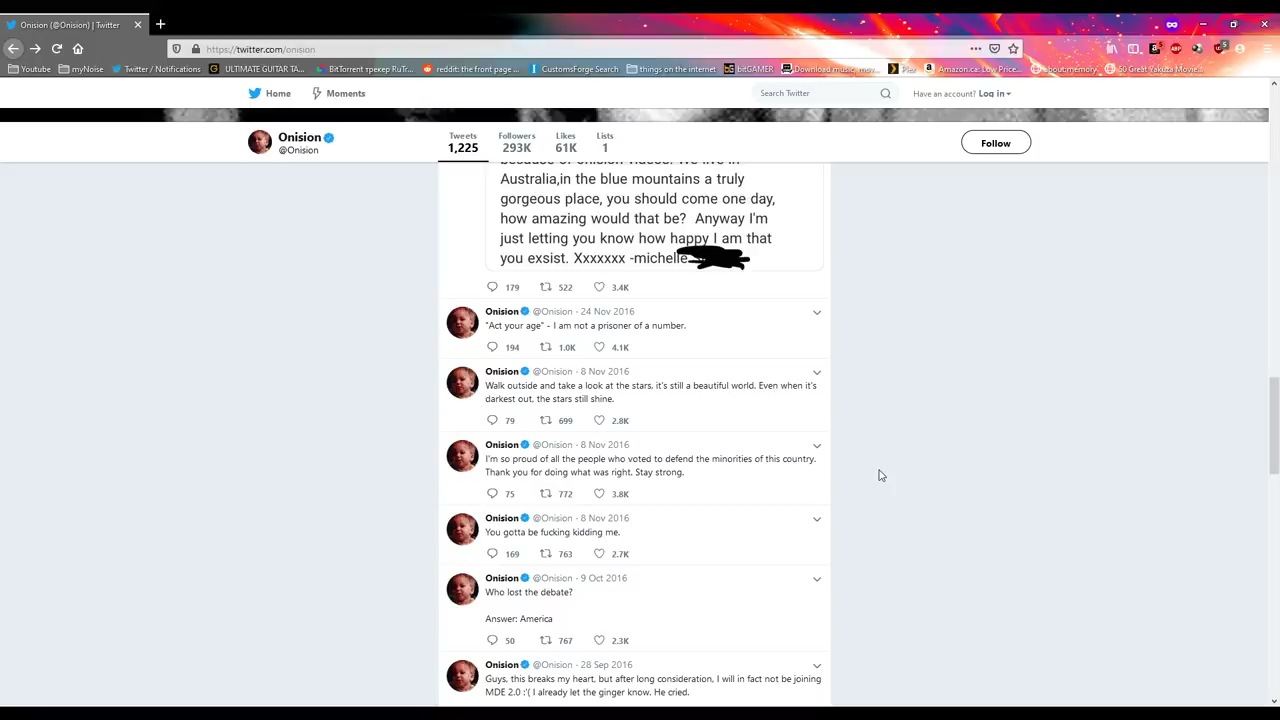 Onision (@Onision) | Twitter
https://twitter.com/onision
Youtube
myNoise
Twitter / Notifications
ULTIMATE GUITAR TA...
BitTorrent трекер RuTr...
reddit: the front page ...
CustomsForge Search
things on the internet
bitGAMER
Download music, mov...
Plex
Amazon.ca: Low Price...
about:memory
50 Great Yakuza Movie...
Home
Moments
Search Twitter
Have an account? Log in
Onision
@Onision
Tweets Followers Likes Lists
1,225 293K 61K 1
Follow
because of onision videos. We live in
Australia,in the blue mountains a truly
gorgeous place, you should come one day,
how amazing would that be? Anyway I'm
just letting you know how happy I am that
you exsist. Xxxxxxx -michelle
179 522 3.4K
Onision @Onision · 24 Nov 2016
"Act your age" - I am not a prisoner of a number.
194 1.0K 4.1K
Onision @Onision · 8 Nov 2016
Walk outside and take a look at the stars, it's still a beautiful world. Even when it's
darkest out, the stars still shine.
79 699 2.8K
Onision @Onision · 8 Nov 2016
I'm so proud of all the people who voted to defend the minorities of this country.
Thank you for doing what was right. Stay strong.
75 772 3.8K
Onision @Onision · 8 Nov 2016
You gotta be fucking kidding me.
169 763 2.7K
Onision @Onision · 9 Oct 2016
Who lost the debate?
Answer: America
50 767 2.3K
Onision @Onision · 28 Sep 2016
Guys, this breaks my heart, but after long consideration, I will in fact not be joining
MDE 2.0 :'( I already let the ginger know. He cried.